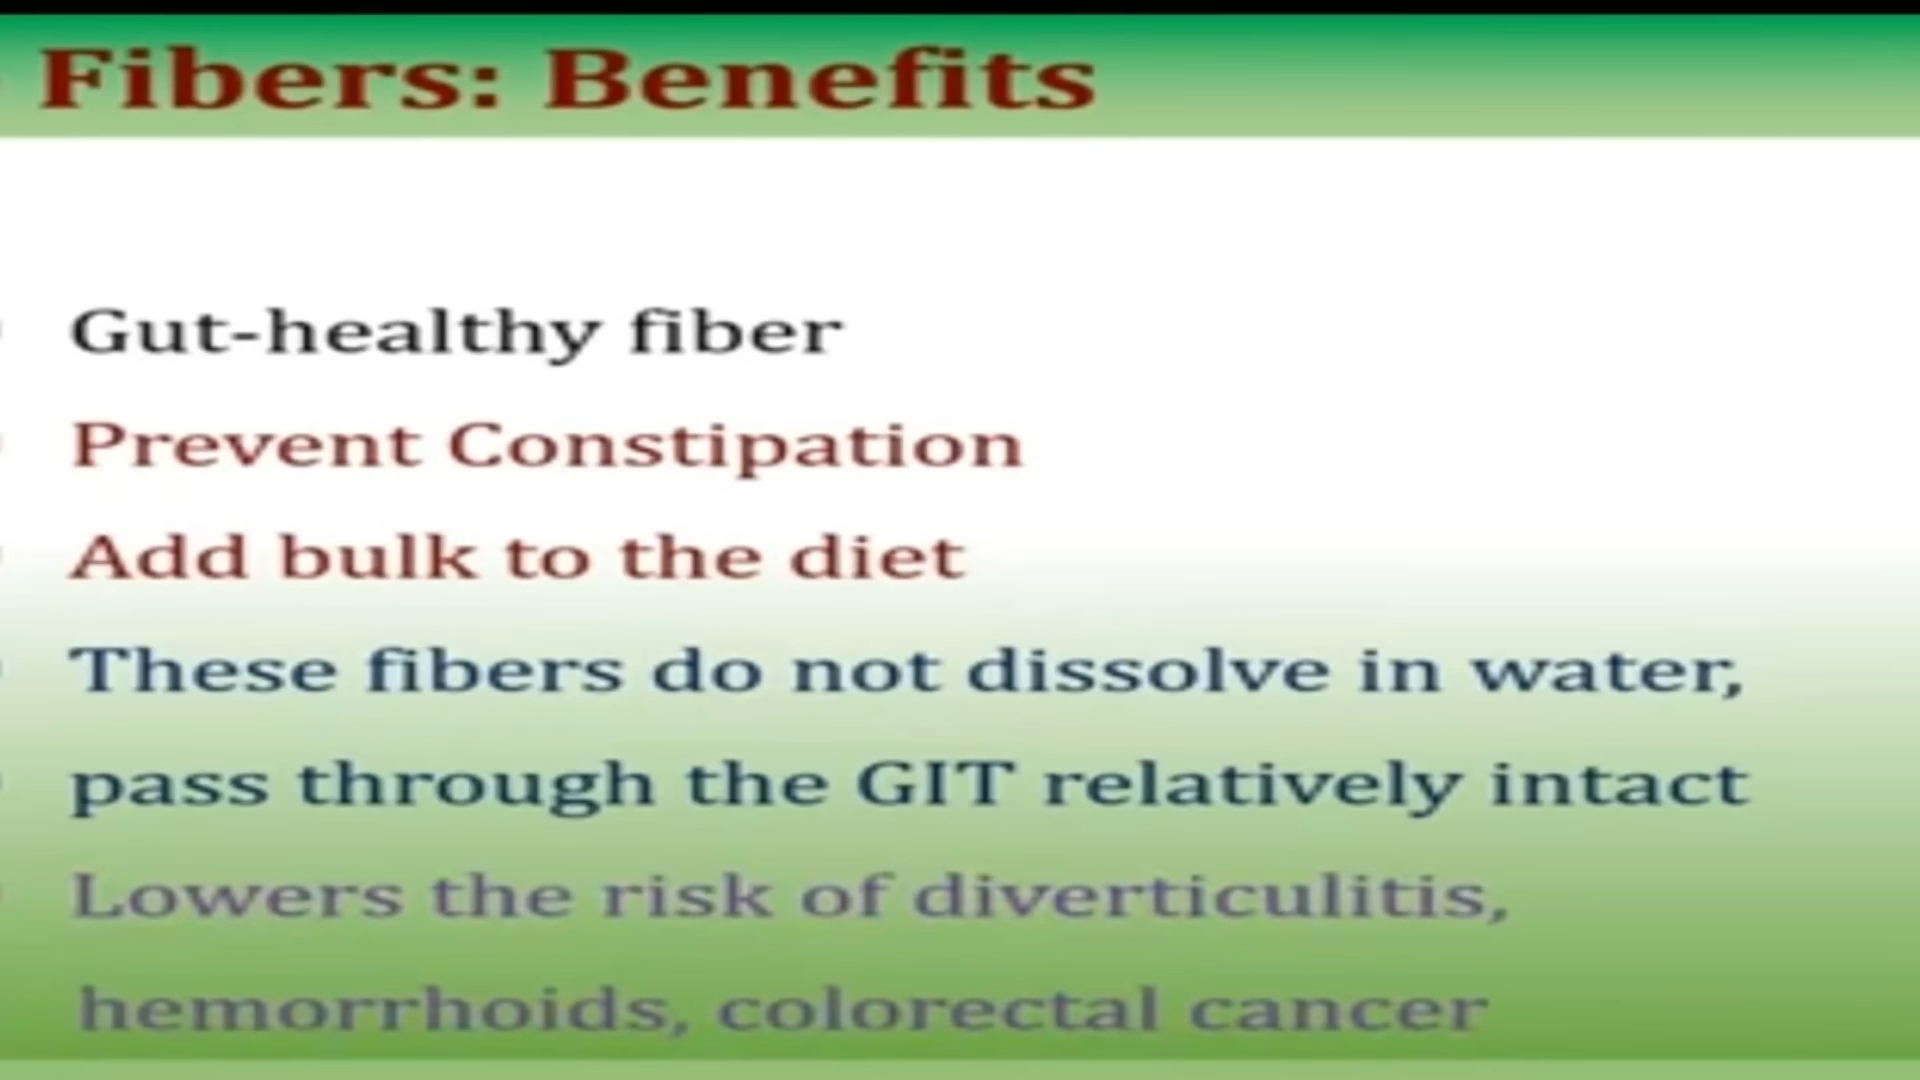 Fibers: Benefits
Gut-healthy fiber
Prevent Constipation
Add bulk to the diet
These fibers do not dissolve in water,
pass through the GIT relatively intact
Lowers the risk of diverticulitis,
hemorrhoids, colorectal cancer